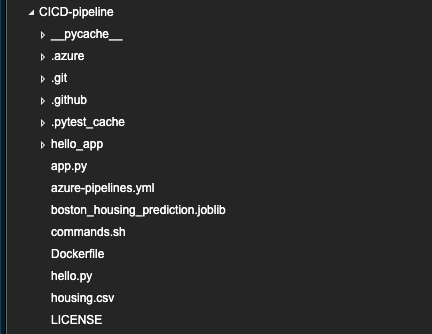 CICD-pipeline
__pycache__
.azure
.git
.github
.pytest_cache
hello_app
app.py
azure-pipelines.yml
boston_housing_prediction.joblib
commands.sh
Dockerfile
hello.py
housing.csv
LICENSE